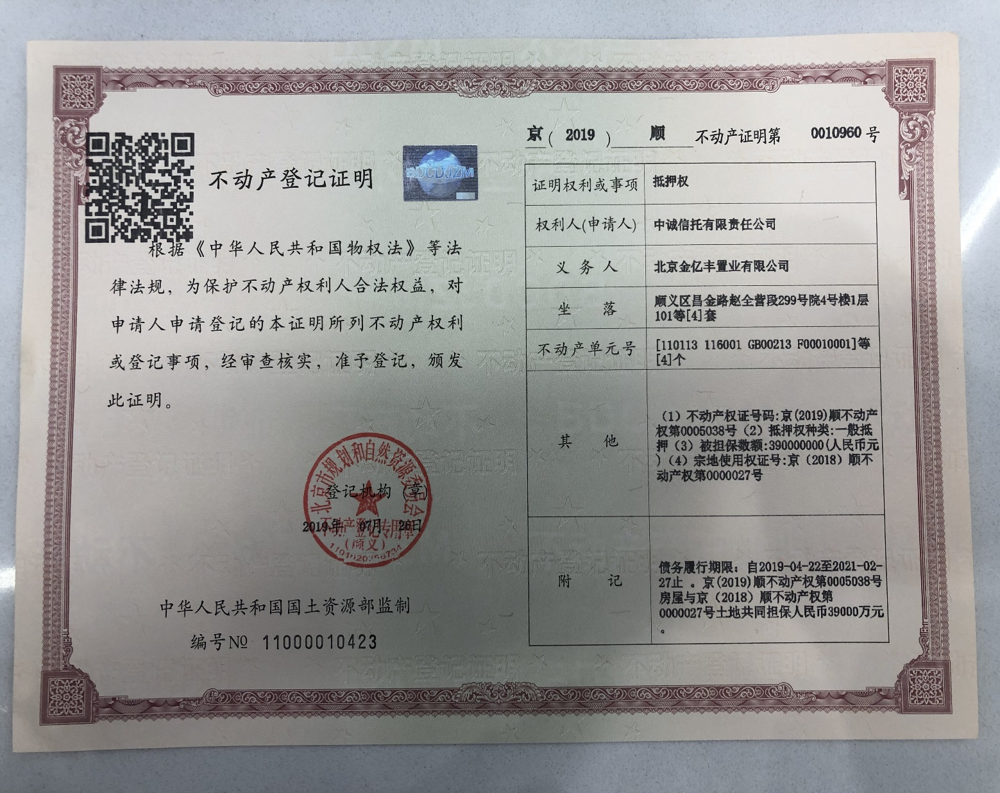 不动产登记证明
BDCDJZM
根据《中华人民共和国物权法》等法
律法规，为保护不动产权利人合法权益，对
申请人申请登记的本证明所列不动产权利
或登记事项，经审查核实，准予登记，颁发
此证明。
北京市规划和自然资源委员会
登记机构（章）
不动产登记专用章
2019年 07月 26日
（顺义）
中华人民共和国国土资源部监制
编号№ 11000010423
京（2019）顺 不动产证明第 0010960 号
证明权利或事项 抵押权
权利人(申请人) 中诚信托有限责任公司
义务人 北京金亿丰置业有限公司
坐落 顺义区昌金路赵全营段299号院4号楼1层
101等[4]套
不动产单元号 [110113 116001 GB00213 F00010001]等
[4]个
其他
（1）不动产权证号码:京(2019)顺不动产
权第0005038号（2）抵押权种类:一般抵
押（3）被担保数额:390000000(人民币元
)（4）宗地使用权证号:京（2018）顺不
动产权第0000027号
附记
债务履行期限：自2019-04-22至2021-02-
27止 。京(2019)顺不动产权第0005038号
房屋与京（2018）顺不动产权第
0000027号土地共同担保人民币39000万元
。